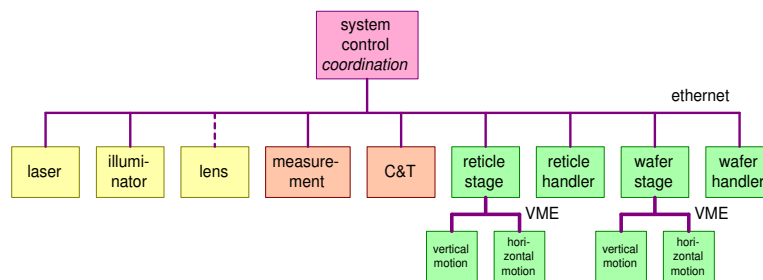 system
control
coordination
ethernet
laser
illumi-
nator
lens
measure-
ment
C&T
reticle
stage
reticle
handler
wafer
stage
wafer
handler
VME
VME
vertical
motion
hori-
zontal
motion
vertical
motion
hori-
zontal
motion